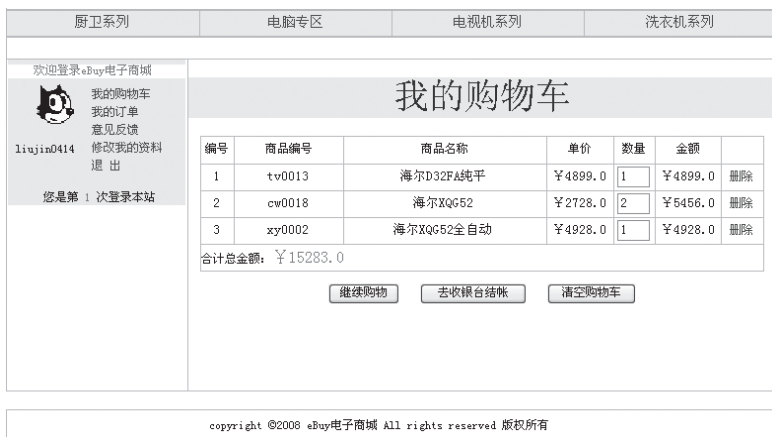 厨卫系列 电脑专区 电视机系列 洗衣机系列
欢迎登录eBuy电子商城
我的购物车
我的订单
意见反馈
liujin0414 修改我的资料
退 出
您是第 1 次登录本站
我的购物车
编号 商品编号 商品名称 单价 数量 金额
1 tv0013 海尔D32FA纯平 ￥4899.0 1 ￥4899.0 删除
2 cw0018 海尔XQG52 ￥2728.0 2 ￥5456.0 删除
3 xy0002 海尔XQG52全自动 ￥4928.0 1 ￥4928.0 删除
合计总金额：￥15283.0
继续购物 去收银台结帐 清空购物车
copyright ©2008 eBuy电子商城 All rights reserved 版权所有